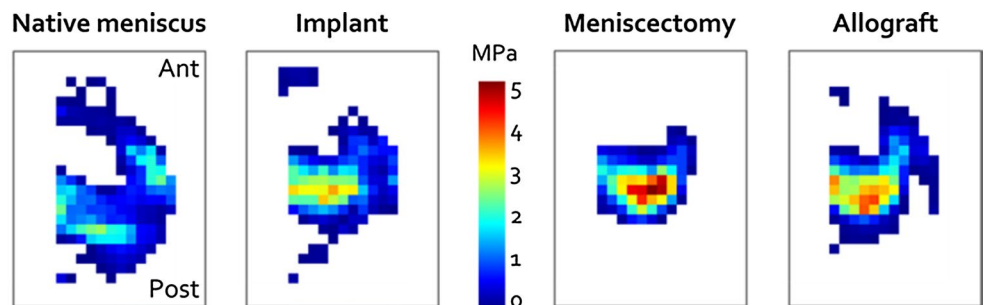 Native meniscus
Implant
Meniscectomy
Allograft
Ant
Post
MPa
5
4
3
2
1
0